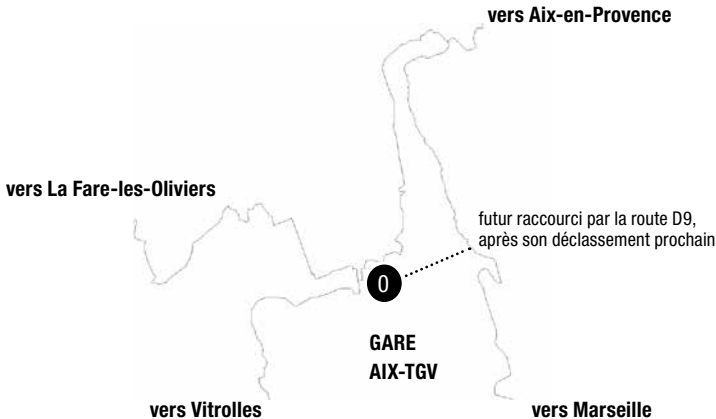 vers Aix-en-Provence
vers La Fare-les-Oliviers
futur raccourci par la route D9,
après son déclassement prochain
0
GARE
AIX-TGV
vers Vitrolles
vers Marseille